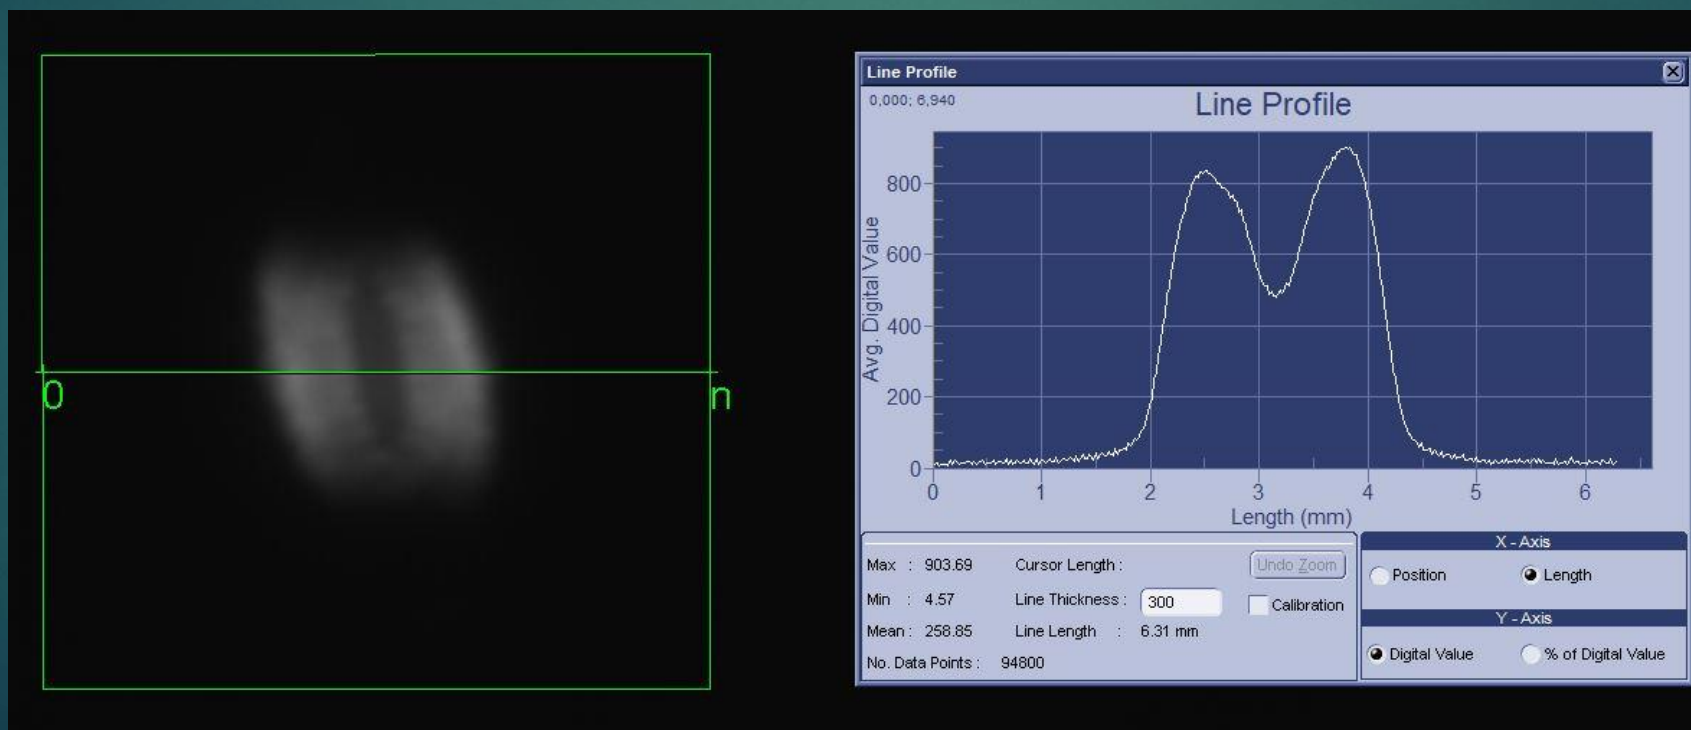 0
n
Line Profile
0,000; 6,940
Line Profile
Avg. Digital Value
800
600
400
200
0
0 1 2 3 4 5 6
Length (mm)
Max : 903.69
Min : 4.57
Mean : 258.85
No. Data Points : 94800
Cursor Length :
Line Thickness : 300
Line Length : 6.31 mm
Undo Zoom
Calibration
X - Axis
Position Length
Y - Axis
Digital Value % of Digital Value